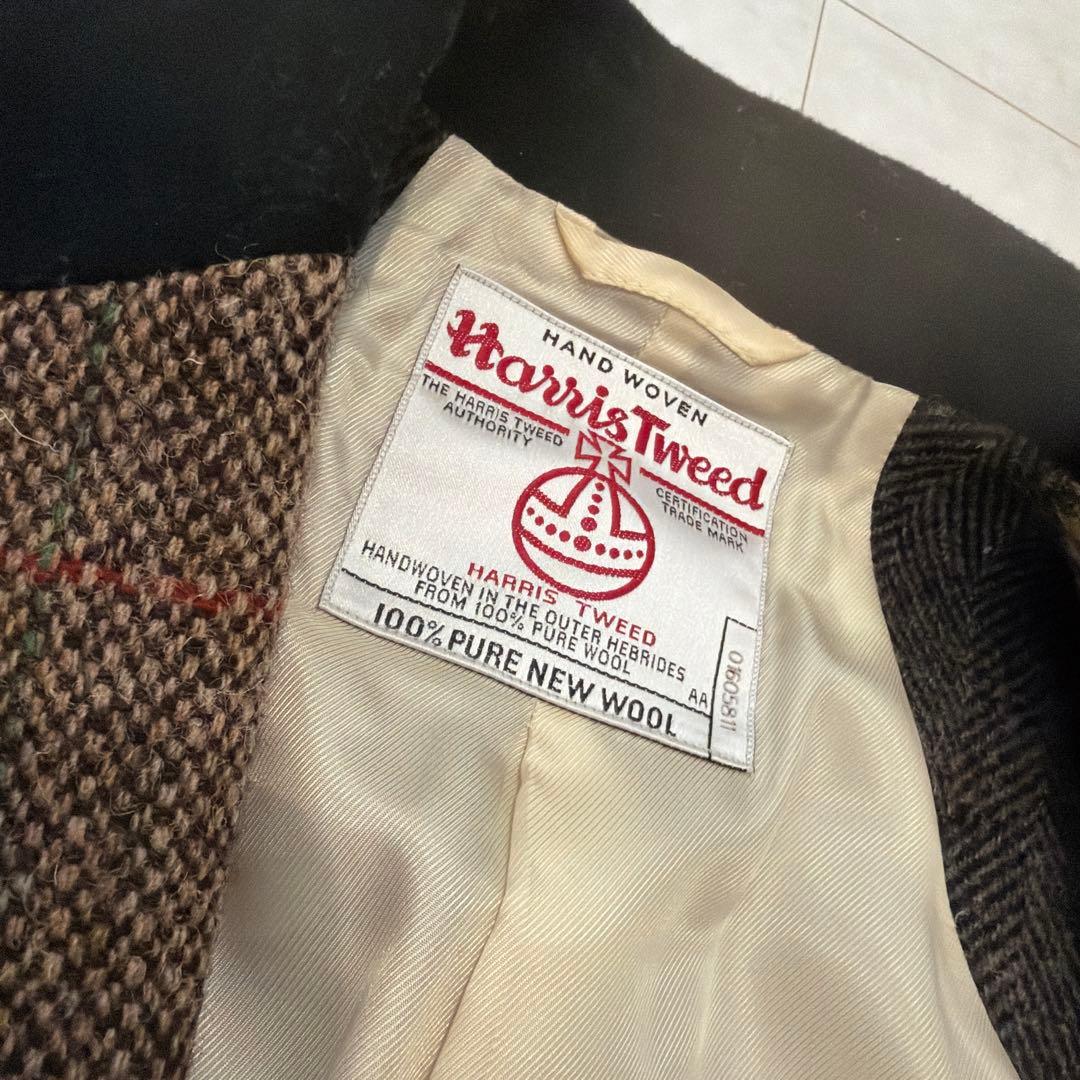 HAND WOVEN
Harris Tweed
THE HARRIS TWEED
AUTHORITY
CERTIFICATION
TRADE MARK
HARRIS TWEED
HANDWOVEN IN THE OUTER HEBRIDES
FROM 100% PURE WOOL
AA
100% PURE NEW WOOL
01605811